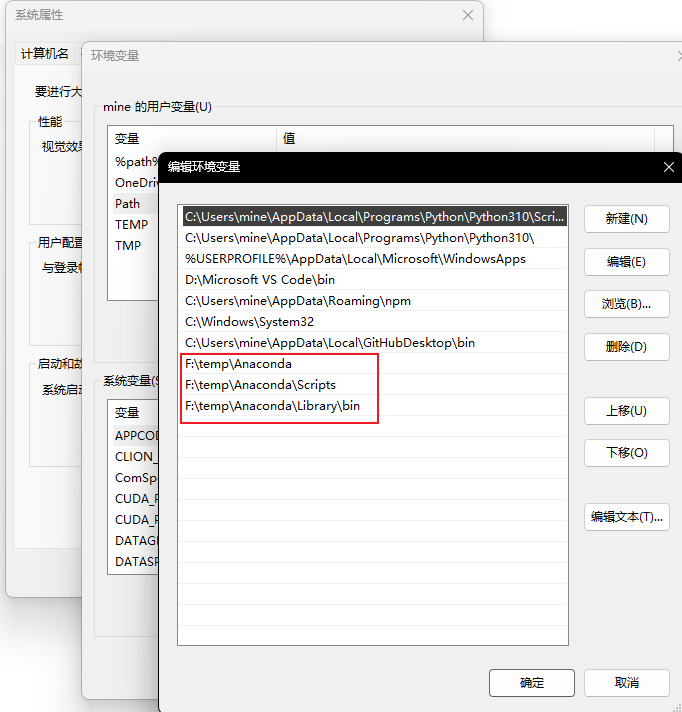 系统属性
计算机名
环境变量
要进行大
mine 的用户变量(U)
性能
视觉效果
变量
值
%path%
OneDriv
Path
TEMP
TMP
用户配置
与登录帐
启动和故
系统启动
系统变量(S
变量
APPCOD
CLION_
ComSpe
CUDA_P
CUDA_P
DATAGR
DATASP
编辑环境变量
C:\Users\mine\AppData\Local\Programs\Python\Python310\Scri...
C:\Users\mine\AppData\Local\Programs\Python\Python310\
%USERPROFILE%\AppData\Local\Microsoft\WindowsApps
D:\Microsoft VS Code\bin
C:\Users\mine\AppData\Roaming\npm
C:\Windows\System32
C:\Users\mine\AppData\Local\GitHubDesktop\bin
F:\temp\Anaconda
F:\temp\Anaconda\Scripts
F:\temp\Anaconda\Library\bin
新建(N)
编辑(E)
浏览(B)...
删除(D)
上移(U)
下移(O)
编辑文本(T)...
确定
取消